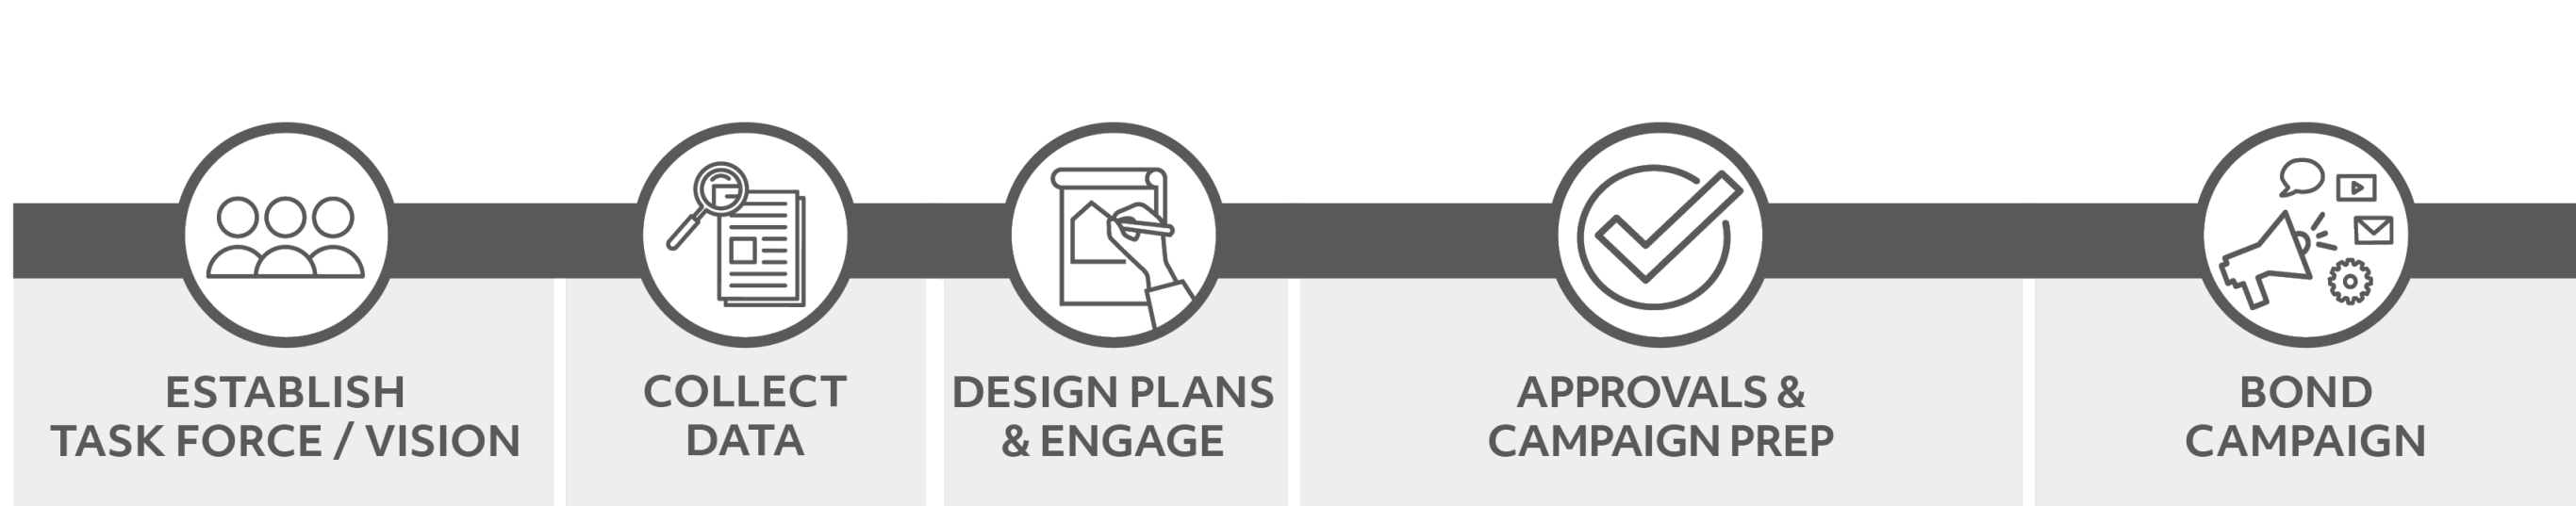 ESTABLISH
TASK FORCE / VISION
COLLECT
DATA
DESIGN PLANS
& ENGAGE
APPROVALS &
CAMPAIGN PREP
BOND
CAMPAIGN